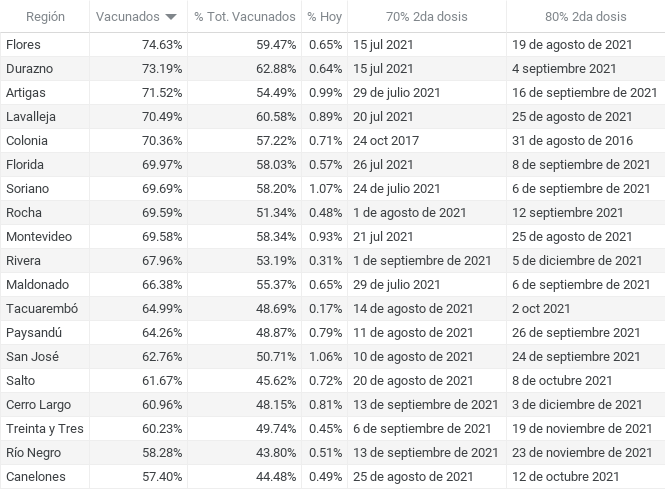 Región Vacunados % Tot. Vacunados % Hoy 70% 2da dosis 80% 2da dosis
Flores 74.63% 59.47% 0.65% 15 jul 2021 19 de agosto de 2021
Durazno 73.19% 62.88% 0.64% 15 jul 2021 4 septiembre 2021
Artigas 71.52% 54.49% 0.99% 29 de julio 2021 16 de septiembre de 2021
Lavalleja 70.49% 60.58% 0.89% 20 jul 2021 25 de agosto de 2021
Colonia 70.36% 57.22% 0.71% 24 oct 2017 31 de agosto de 2016
Florida 69.97% 58.03% 0.57% 26 jul 2021 8 de septiembre de 2021
Soriano 69.69% 58.20% 1.07% 24 de julio 2021 6 de septiembre de 2021
Rocha 69.59% 51.34% 0.48% 1 de agosto de 2021 12 septiembre 2021
Montevideo 69.58% 58.34% 0.93% 21 jul 2021 25 de agosto de 2021
Rivera 67.96% 53.19% 0.31% 1 de septiembre de 2021 5 de diciembre de 2021
Maldonado 66.38% 55.37% 0.65% 29 de julio 2021 6 de septiembre de 2021
Tacuarembó 64.99% 48.69% 0.17% 14 de agosto de 2021 2 oct 2021
Paysandú 64.26% 48.87% 0.79% 11 de agosto de 2021 26 de septiembre de 2021
San José 62.76% 50.71% 1.06% 10 de agosto de 2021 24 de septiembre de 2021
Salto 61.67% 45.62% 0.72% 20 de agosto de 2021 8 de octubre de 2021
Cerro Largo 60.96% 48.15% 0.81% 13 de septiembre de 2021 3 de diciembre de 2021
Treinta y Tres 60.23% 49.74% 0.45% 6 de septiembre de 2021 19 de noviembre de 2021
Río Negro 58.28% 43.80% 0.51% 13 de septiembre de 2021 23 de noviembre de 2021
Canelones 57.40% 44.48% 0.49% 25 de agosto de 2021 12 de octubre de 2021